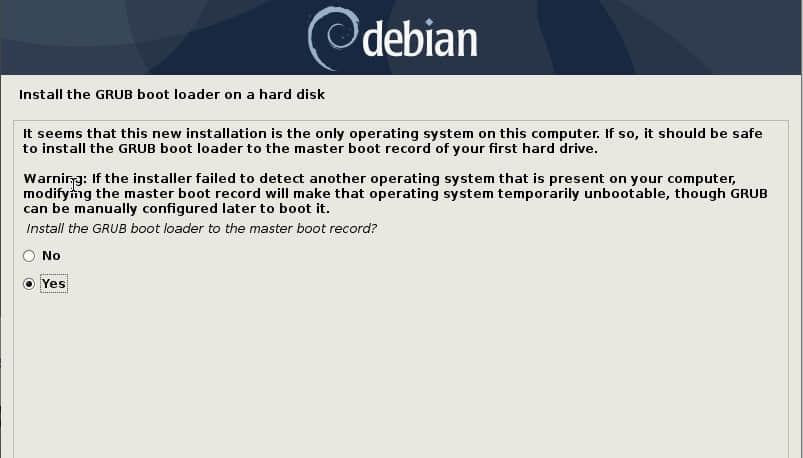 debian
Install the GRUB boot loader on a hard disk
It seems that this new installation is the only operating system on this computer. If so, it should be safe
to install the GRUB boot loader to the master boot record of your first hard drive.
Warning: If the installer failed to detect another operating system that is present on your computer,
modifying the master boot record will make that operating system temporarily unbootable, though GRUB
can be manually configured later to boot it.
Install the GRUB boot loader to the master boot record?
No
Yes